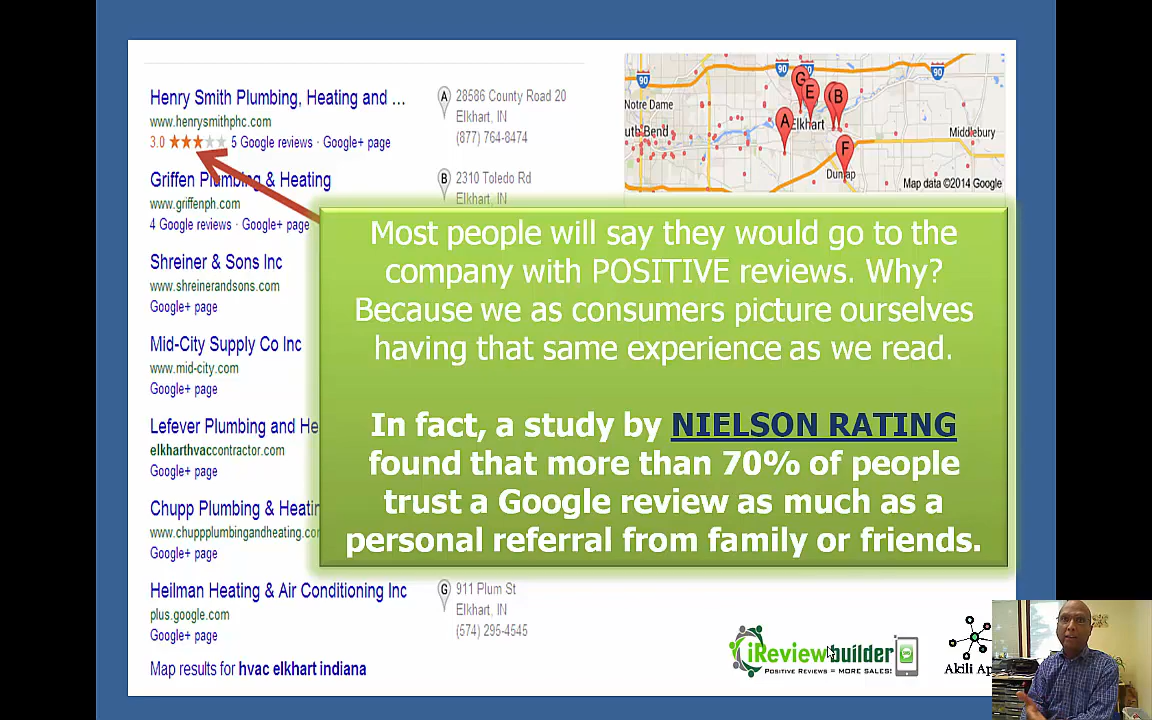 Henry Smith Plumbing, Heating and ...
www.henrysmithphc.com
3.0 5 Google reviews · Google+ page
A 28586 County Road 20
Elkhart, IN
(877) 764-8474
Griffen Plumbing & Heating
www.griffenph.com
4 Google reviews · Google+ page
B 2310 Toledo Rd
Elkhart, IN
Shreiner & Sons Inc
www.shreinerandsons.com
Google+ page
Mid-City Supply Co Inc
www.mid-city.com
Google+ page
Lefever Plumbing and He
elkharthvaccontractor.com
Google+ page
Chupp Plumbing & Heatin
www.chuppplumbingandheating.co
Google+ page
Heilman Heating & Air Conditioning Inc
plus.google.com
Google+ page
G 911 Plum St
Elkhart, IN
(574) 295-4545
Map results for hvac elkhart indiana
90
90
90
Notre Dame
uth Bend
G
E
(B
A
Elkhart
F
Middlebury
Dunlap
Map data ©2014 Google
Most people will say they would go to the
company with POSITIVE reviews. Why?
Because we as consumers picture ourselves
having that same experience as we read.
In fact, a study by NIELSON RATING
found that more than 70% of people
trust a Google review as much as a
personal referral from family or friends.
iReviewbuilder
POSITIVE REVIEWS = MORE SALES!
Akili Ap